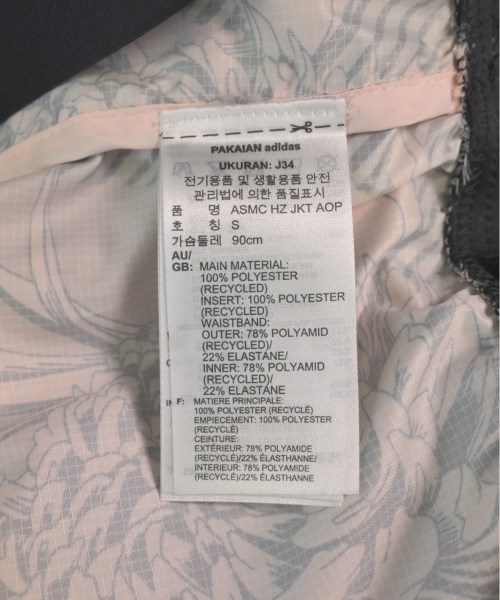 PAKAIAN adidas
UKURAN: J34
전기용품 및 생활용품 안전
관리법에 의한 품질표시
품 명 ASMC HZ JKT AOP
호 칭 S
가슴둘레 90cm
AU/
GB: MAIN MATERIAL:
100% POLYESTER
(RECYCLED)
INSERT: 100% POLYESTER
(RECYCLED)
WAISTBAND:
OUTER: 78% POLYAMID
(RECYCLED)/
22% ELASTANE/
INNER: 78% POLYAMID
(RECYCLED)/
22% ELASTANE
F: MATIERE PRINCIPALE:
100% POLYESTER (RECYCLÉ)
EMPIECEMENT: 100% POLYESTER
(RECYCLÉ)
CEINTURE:
EXTÉRIEUR: 78% POLYAMIDE
(RECYCLÉ)/22% ÉLASTHANNE/
INTERIEUR: 78% POLYAMIDE
(RECYCLÉ)/22% ÉLASTHANNE